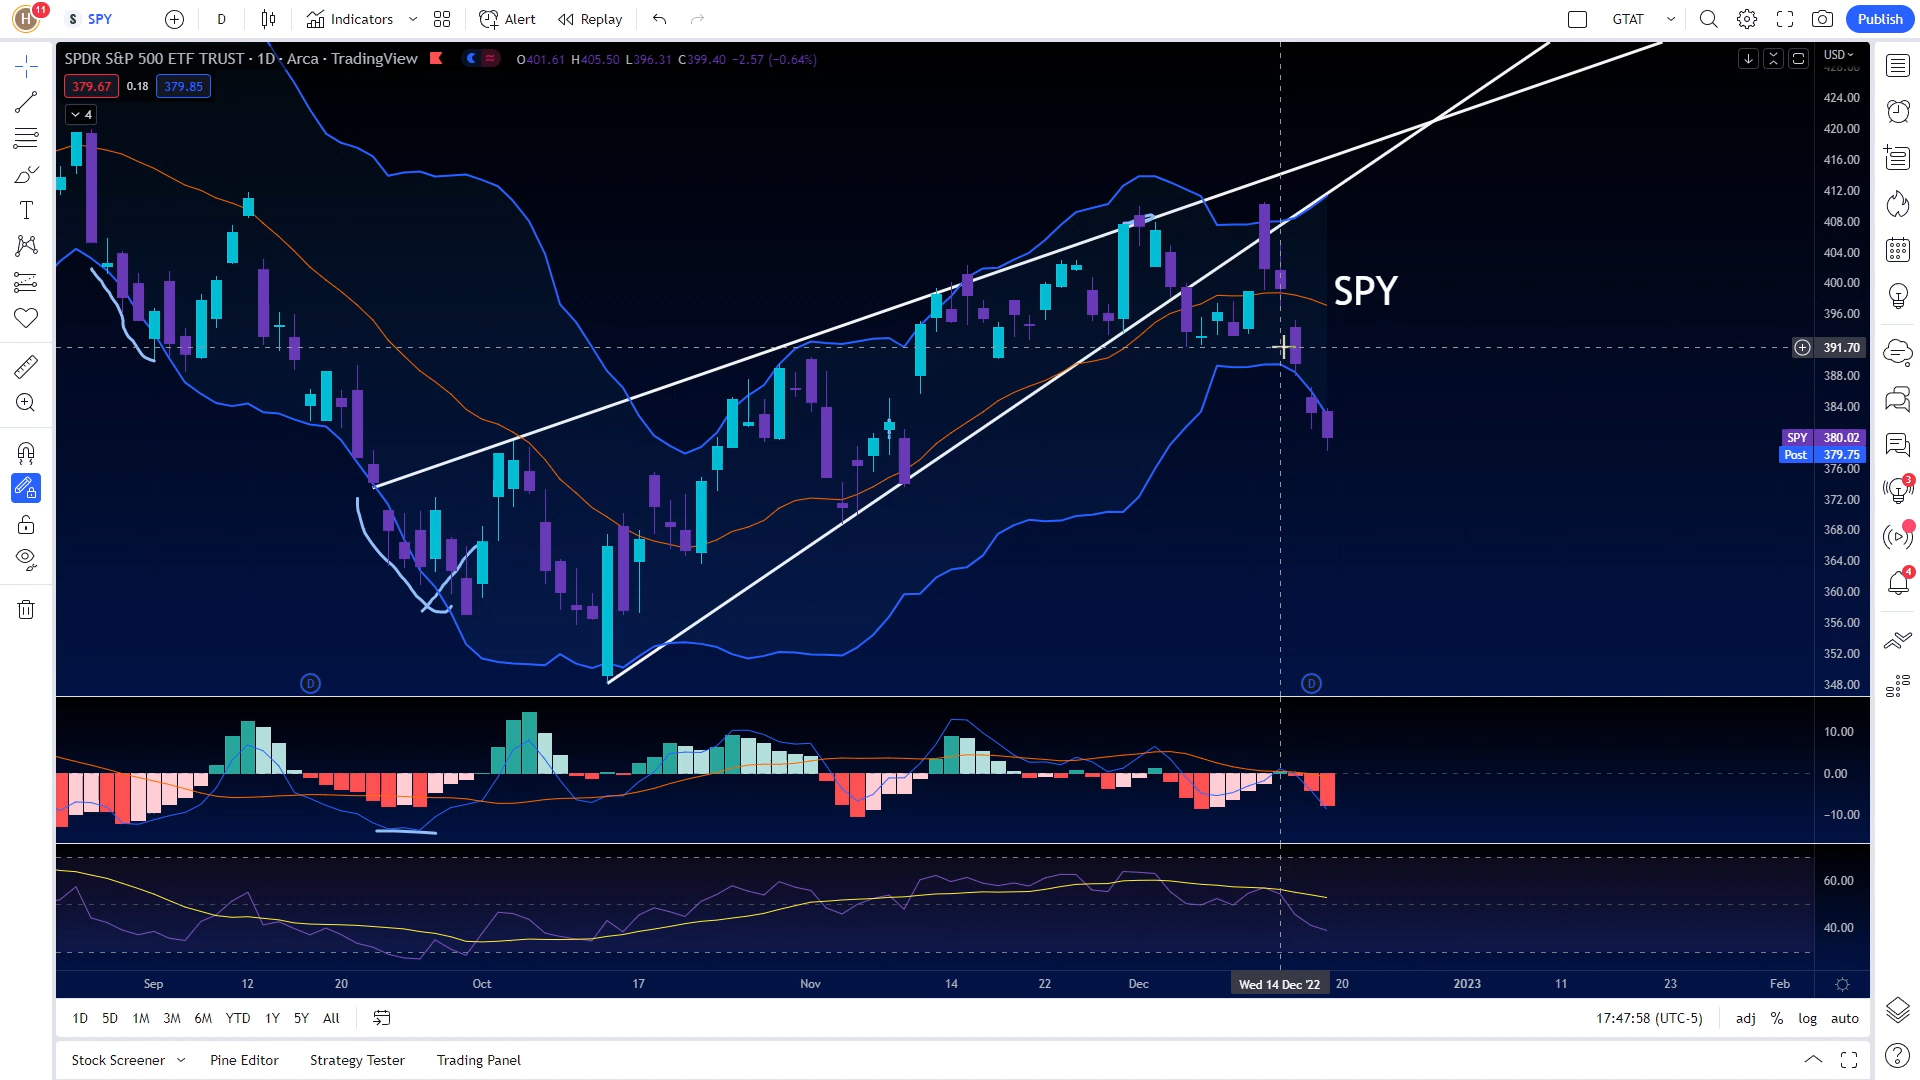 H 11 S SPY D Indicators Alert Replay GTAT Publish
SPDR S&P 500 ETF TRUST · 1D · Arca · TradingView O401.61 H405.50 L396.31 C399.40 −2.57 (−0.64%) USD
379.67 0.18 379.85
4
424.00
420.00
416.00
412.00
408.00
404.00
400.00
SPY
396.00
391.70
388.00
384.00
SPY 380.02
Post 379.75
376.00
372.00
368.00
364.00
360.00
356.00
352.00
348.00
D D
10.00
0.00
−10.00
60.00
40.00
3
4
Sep 12 20 Oct 17 Nov 14 22 Dec Wed 14 Dec '22 20 2023 11 23 Feb
1D 5D 1M 3M 6M YTD 1Y 5Y All 17:47:58 (UTC-5) adj % log auto
Stock Screener Pine Editor Strategy Tester Trading Panel